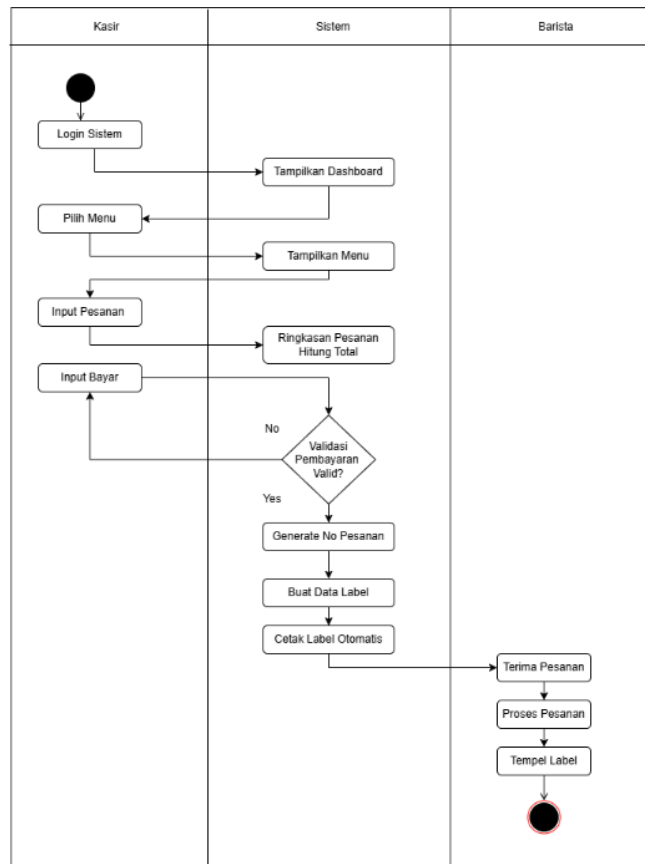 Kasir
Sistem
Barista
Login Sistem
Tampilkan Dashboard
Pilih Menu
Tampilkan Menu
Input Pesanan
Ringkasan Pesanan
Hitung Total
Input Bayar
No
Validasi
Pembayaran
Valid?
Yes
Generate No Pesanan
Buat Data Label
Cetak Label Otomatis
Terima Pesanan
Proses Pesanan
Tempel Label